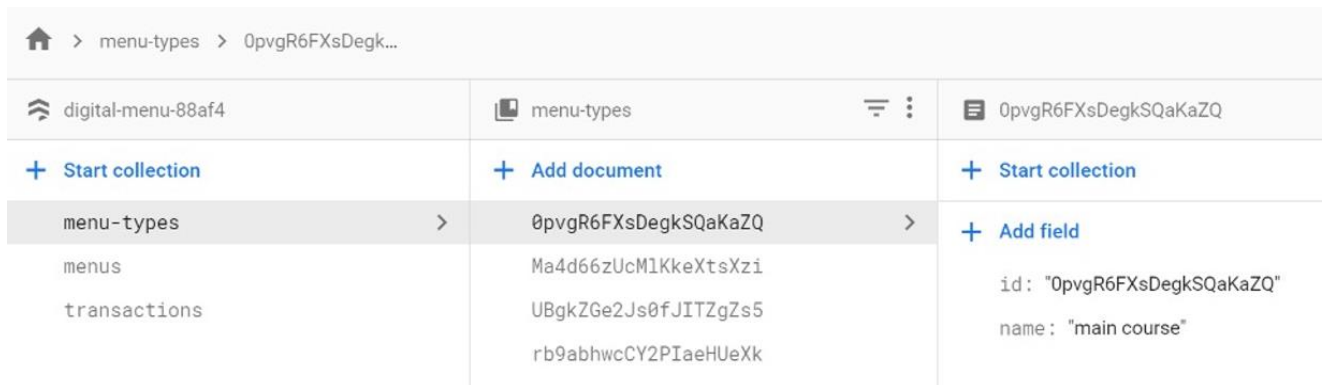 menu-types > 0pvgR6FXsDegk...
digital-menu-88af4
Start collection
menu-types
menus
transactions
menu-types
Add document
0pvgR6FXsDegkSQaKaZQ
Ma4d66zUcMlKkeXtsXzi
UBgkZGe2Js0fJITZgZs5
rb9abhwcCY2PIaeHUeXk
0pvgR6FXsDegkSQaKaZQ
Start collection
Add field
id: "0pvgR6FXsDegkSQaKaZQ"
name: "main course"